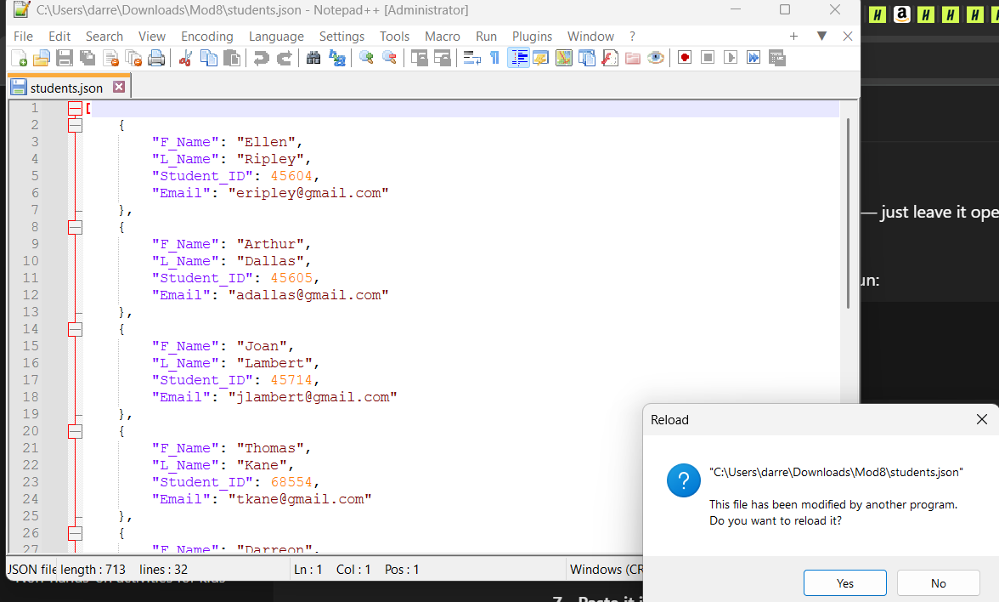 C:\Users\darre\Downloads\Mod8\students.json - Notepad++ [Administrator]
File Edit Search View Encoding Language Settings Tools Macro Run Plugins Window ?
students.json
1 [
2 {
3 "F_Name": "Ellen",
4 "L_Name": "Ripley",
5 "Student_ID": 45604,
6 "Email": "eripley@gmail.com"
7 },
8 {
9 "F_Name": "Arthur",
10 "L_Name": "Dallas",
11 "Student_ID": 45605,
12 "Email": "adallas@gmail.com"
13 },
14 {
15 "F_Name": "Joan",
16 "L_Name": "Lambert",
17 "Student_ID": 45714,
18 "Email": "jlambert@gmail.com"
19 },
20 {
21 "F_Name": "Thomas",
22 "L_Name": "Kane",
23 "Student_ID": 68554,
24 "Email": "tkane@gmail.com"
25 },
26 {
27 "F_Name": "Darreon",
JSON file length : 713 lines : 32 Ln : 1 Col : 1 Pos : 1 Windows (CR
— just leave it ope
un:
Reload
"C:\Users\darre\Downloads\Mod8\students.json"
This file has been modified by another program.
Do you want to reload it?
Yes No